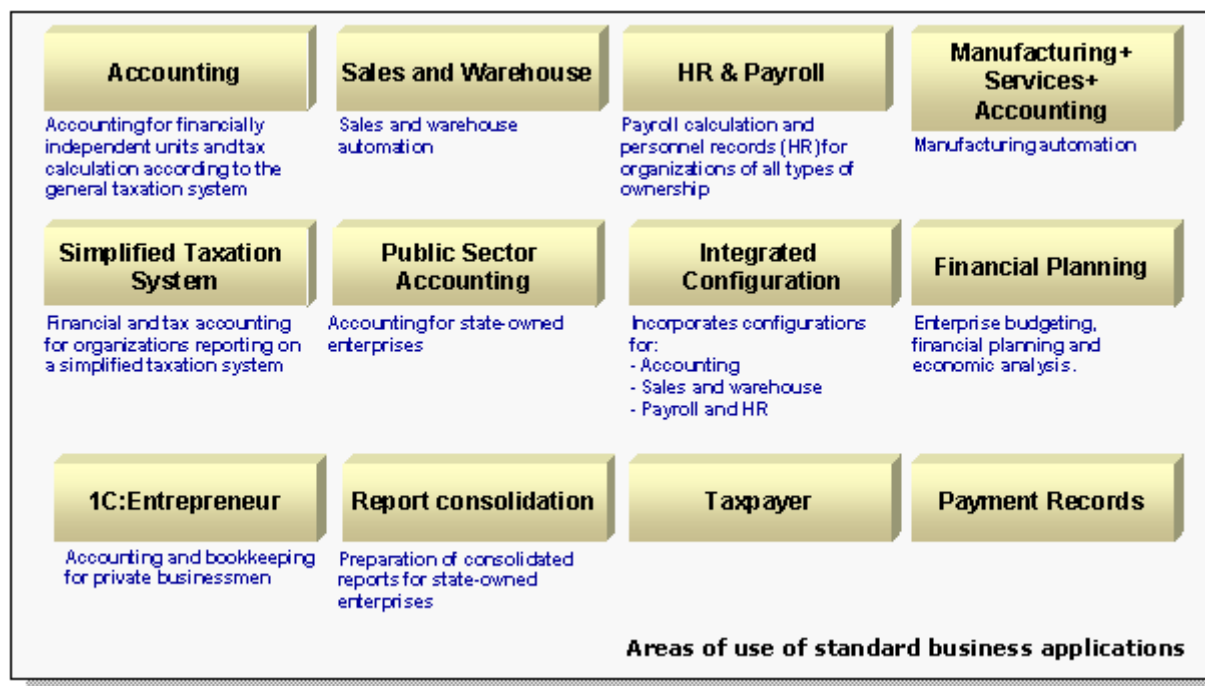 Accounting
Accounting for financially
independent units and tax
calculation according to the
general taxation system
Sales and Warehouse
Sales and warehouse
automation
HR & Payroll
Payroll calculation and
personnel records (HR) for
organizations of all types of
ownership
Manufacturing+
Services+
Accounting
Manufacturing automation
Simplified Taxation
System
Financial and tax accounting
for organizations reporting on
a simplified taxation system
Public Sector
Accounting
Accounting for state-owned
enterprises
Integrated
Configuration
Incorporates configurations
for:
- Accounting
- Sales and warehouse
- Payroll and HR
Financial Planning
Enterprise budgeting,
financial planning and
economic analysis.
1C:Entrepreneur
Accounting and bookkeeping
for private businessmen
Report consolidation
Preparation of consolidated
reports for state-owned
enterprises
Taxpayer
Payment Records
Areas of use of standard business applications